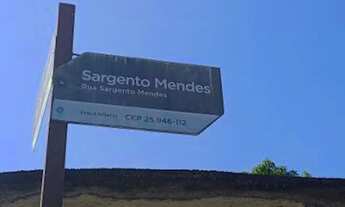 Sargento Mendes
Rua Sargento Mendes
CEP 25.946-112